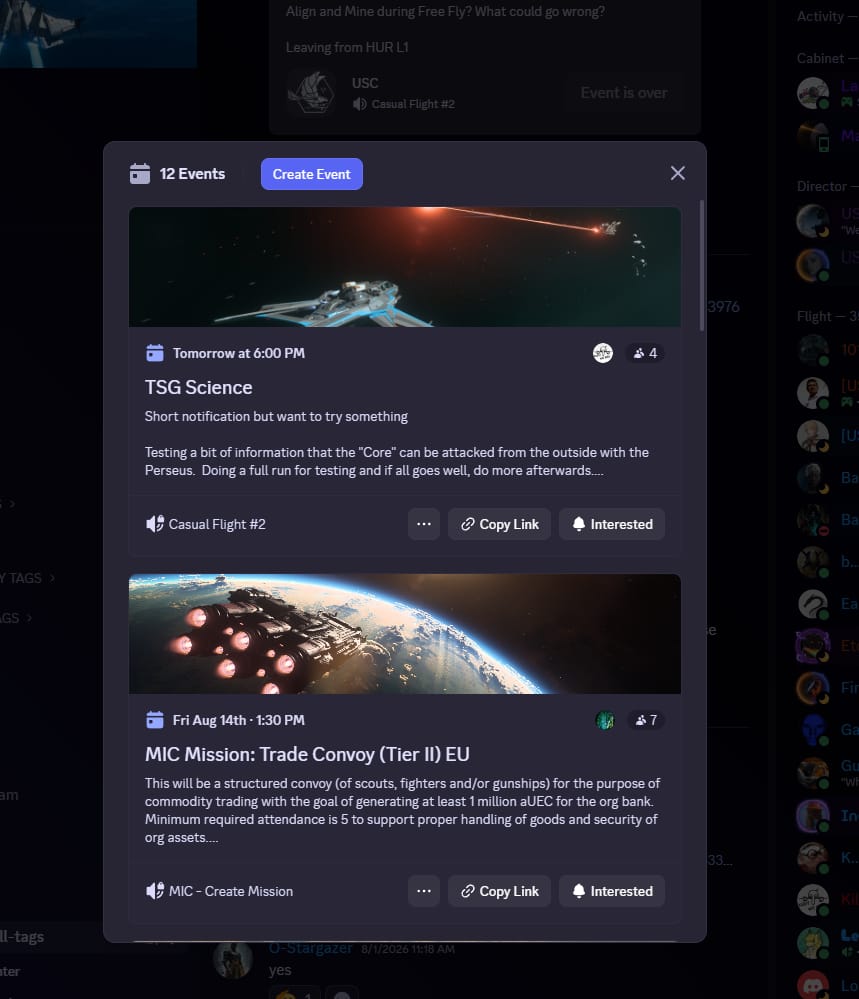 Align and Mine during Free Fly? What could go wrong?
Activity —
Leaving from HUR L1
Cabinet —
USC
Casual Flight #2
Event is over
12 Events
Create Event
Director —
Tomorrow at 6:00 PM
4
TSG Science
Short notification but want to try something
Testing a bit of information that the "Core" can be attacked from the outside with the
Perseus.  Doing a full run for testing and if all goes well, do more afterwards....
Casual Flight #2
Copy Link
Interested
3976
Flight — 3
Y TAGS
GS
Fri Aug 14th · 1:30 PM
7
MIC Mission: Trade Convoy (Tier II) EU
This will be a structured convoy (of scouts, fighters and/or gunships) for the purpose of
commodity trading with the goal of generating at least 1 million aUEC for the org bank.
Minimum required attendance is 5 to support proper handling of goods and security of
org assets....
MIC - Create Mission
Copy Link
Interested
am
33...
ll-tags
nter
O-Stargazer 8/1/2026 11:18 AM
yes